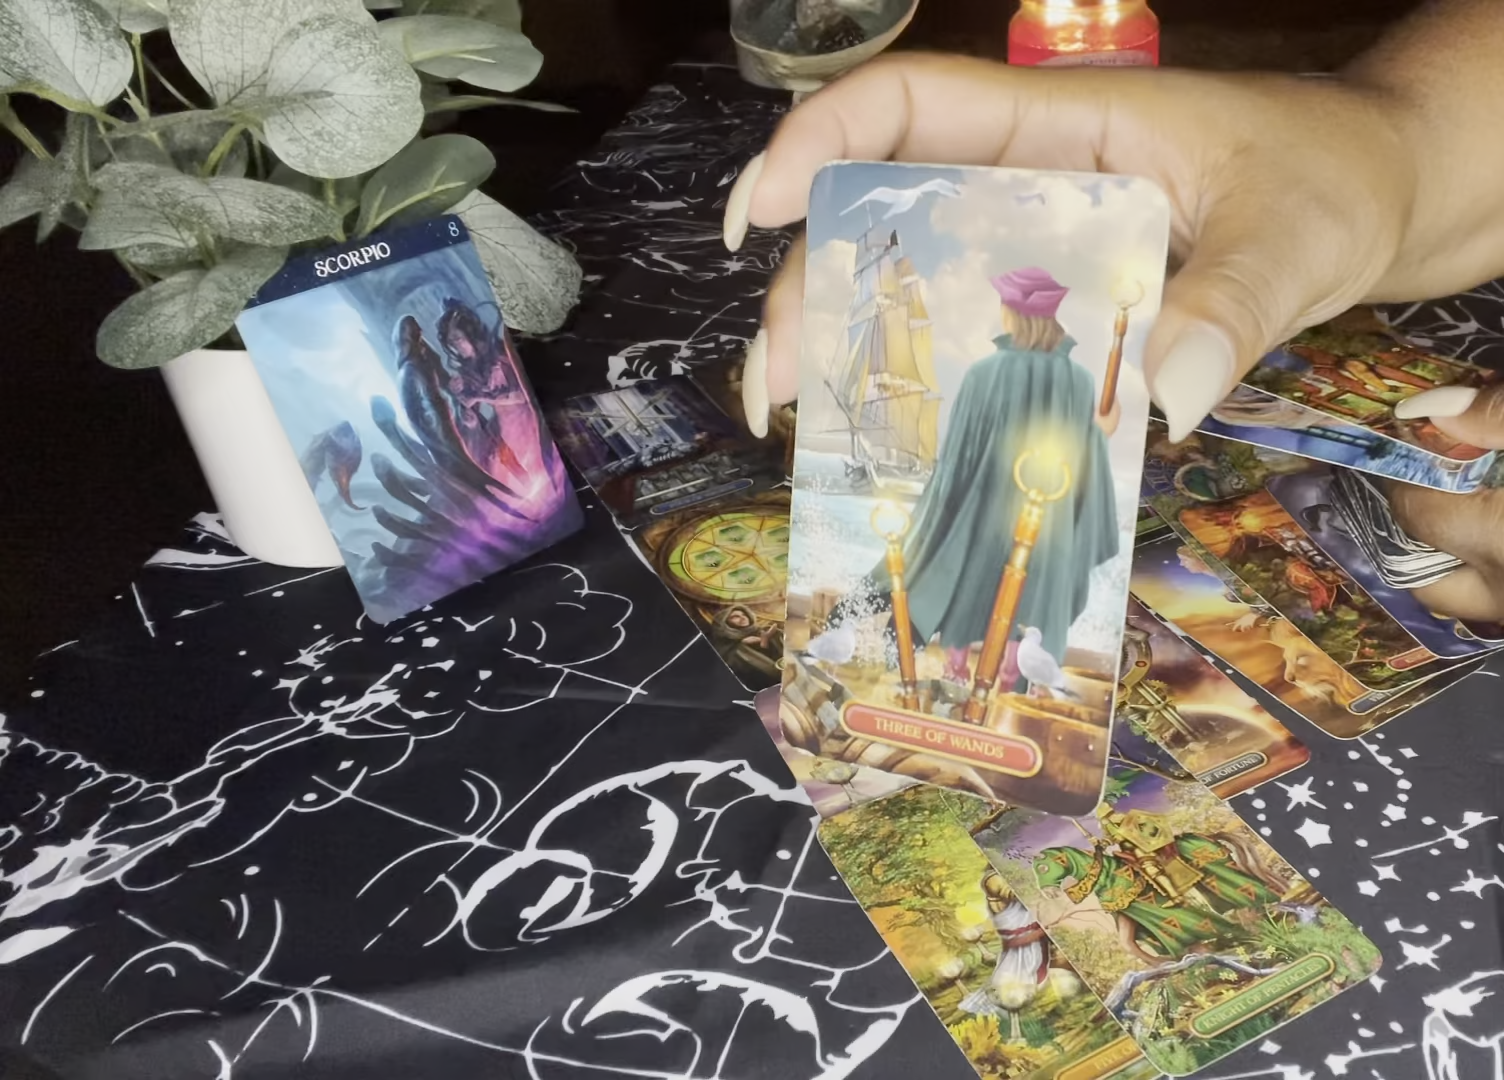 SCORPIO
8
THREE OF WANDS
OF FORTUNE
KNIGHT OF PENTACLES